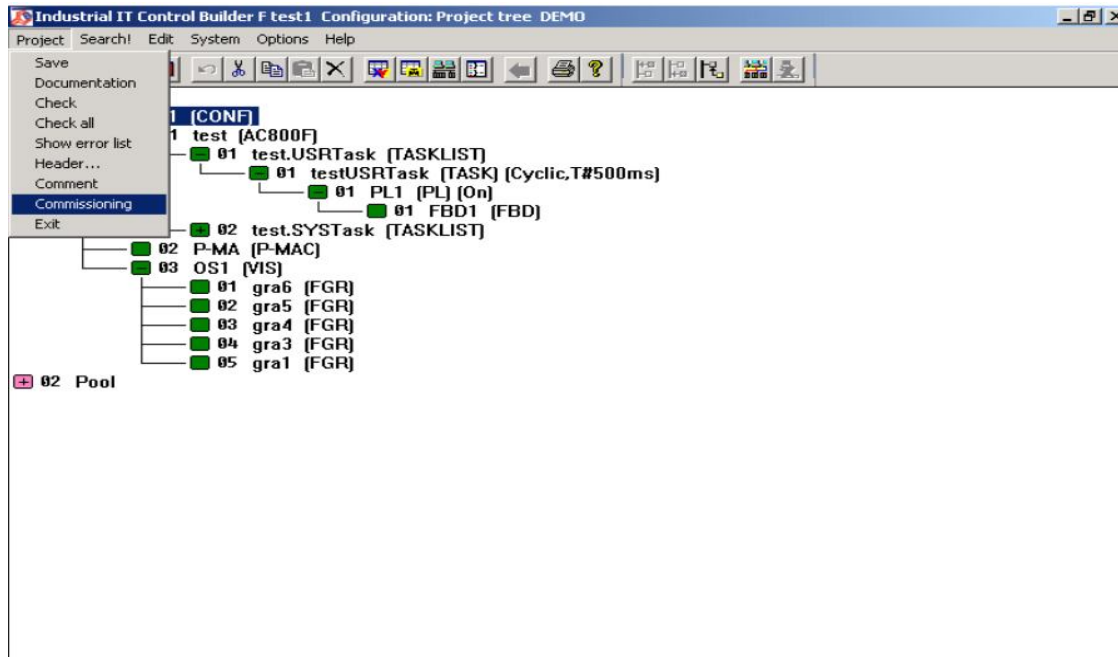 Industrial IT Control Builder F test1 Configuration: Project tree DEMO
Project Search! Edit System Options Help
Save
Documentation
Check
Check all
Show error list
Header...
Comment
Commissioning
Exit
1 (CONF)
1 test (AC800F)
01 test.USRTask (TASKLIST)
01 testUSRTask (TASK) (Cyclic,T#500ms)
01 PL1 (PL) (On)
01 FBD1 (FBD)
02 test.SYSTask (TASKLIST)
02 P-MA (P-MAC)
03 OS1 (VIS)
01 gra6 (FGR)
02 gra5 (FGR)
03 gra4 (FGR)
04 gra3 (FGR)
05 gra1 (FGR)
02 Pool